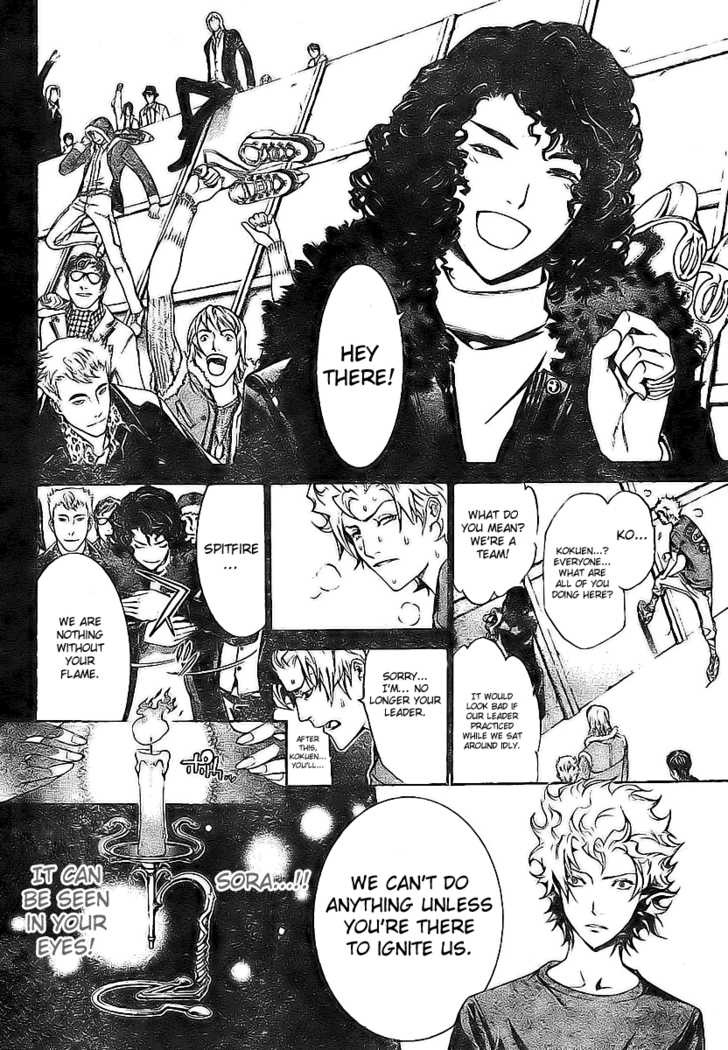 HEY
THERE!
KO...
KOKUEN...?
EVERYONE...
WHAT ARE
ALL OF YOU
DOING HERE?
WHAT DO
YOU MEAN?
WE'RE A
TEAM!
IT WOULD
LOOK BAD IF
OUR LEADER
PRACTICED
WHILE WE SAT
AROUND IDLY.
SORRY...
I'M... NO
LONGER YOUR
LEADER.
AFTER
THIS,
KOKUEN...
YOU'LL...
SPITFIRE
...
WE ARE
NOTHING
WITHOUT
YOUR
FLAME.
WE CAN'T DO
ANYTHING UNLESS
YOU'RE THERE
TO IGNITE US.
SORA...!!
IT CAN
BE SEEN
IN YOUR
EYES!